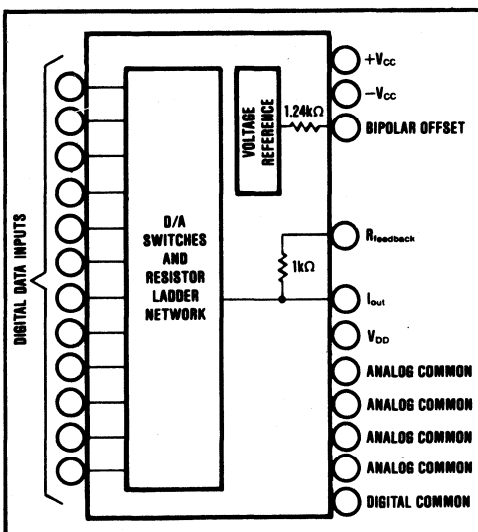 +VCC
−VCC
1.24kΩ
BIPOLAR OFFSET
VOLTAGE
REFERENCE
DIGITAL DATA INPUTS
D/A
SWITCHES
AND
RESISTOR
LADDER
NETWORK
Rfeedback
1kΩ
Iout
VDD
ANALOG COMMON
ANALOG COMMON
ANALOG COMMON
ANALOG COMMON
DIGITAL COMMON